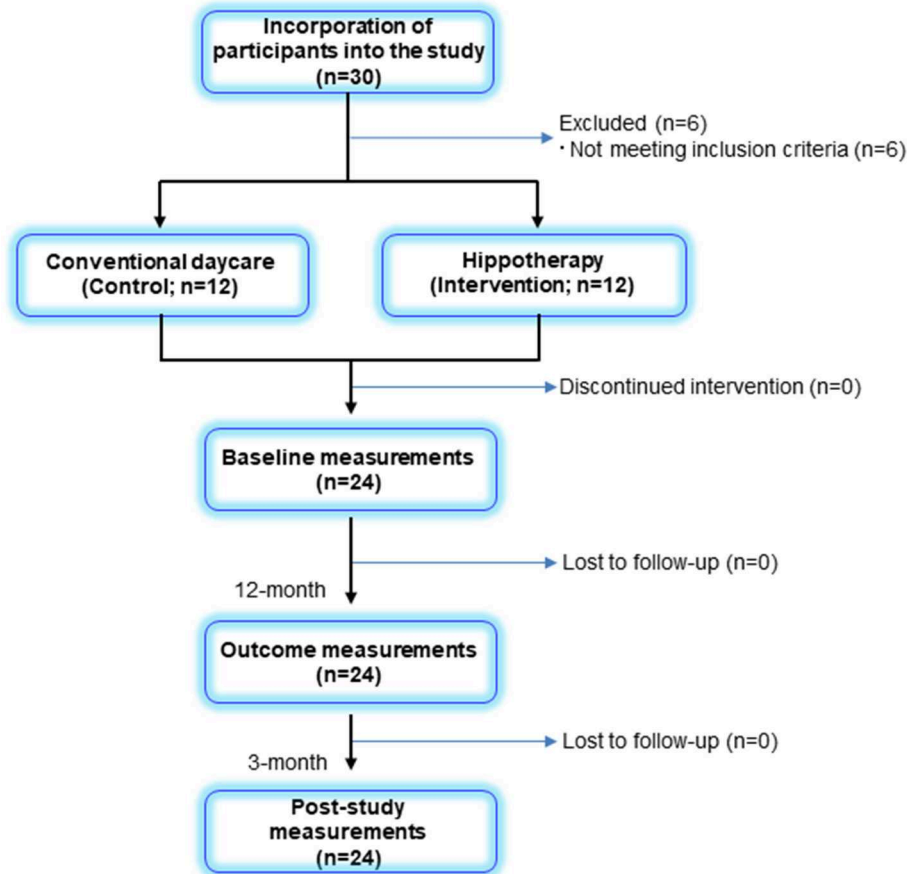 Incorporation of
participants into the study
(n=30)
Excluded (n=6)
· Not meeting inclusion criteria (n=6)
Conventional daycare
(Control; n=12)
Hippotherapy
(Intervention; n=12)
Discontinued intervention (n=0)
Baseline measurements
(n=24)
Lost to follow-up (n=0)
12-month
Outcome measurements
(n=24)
Lost to follow-up (n=0)
3-month
Post-study
measurements
(n=24)